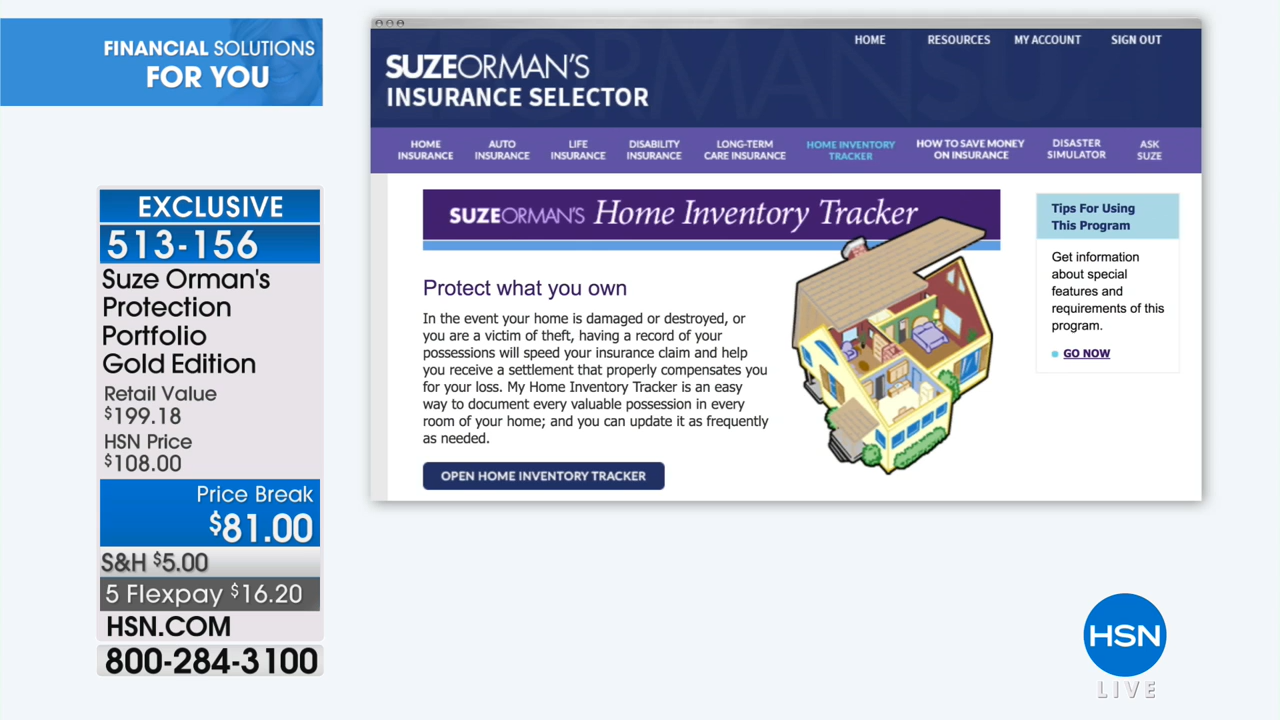 FINANCIAL SOLUTIONS
FOR YOU
EXCLUSIVE
513-156
Suze Orman's
Protection
Portfolio
Gold Edition
Retail Value
$199.18
HSN Price
$108.00
Price Break
$81.00
S&H $5.00
5 Flexpay $16.20
HSN.COM
800-284-3100
HOME RESOURCES MY ACCOUNT SIGN OUT
SUZEORMAN'S
INSURANCE SELECTOR
HOME INSURANCE
AUTO INSURANCE
LIFE INSURANCE
DISABILITY INSURANCE
LONG-TERM CARE INSURANCE
HOME INVENTORY TRACKER
HOW TO SAVE MONEY ON INSURANCE
DISASTER SIMULATOR
ASK SUZE
SUZEORMAN'S Home Inventory Tracker
Protect what you own
In the event your home is damaged or destroyed, or
you are a victim of theft, having a record of your
possessions will speed your insurance claim and help
you receive a settlement that properly compensates you
for your loss. My Home Inventory Tracker is an easy
way to document every valuable possession in every
room of your home; and you can update it as frequently
as needed.
OPEN HOME INVENTORY TRACKER
Tips For Using
This Program
Get information
about special
features and
requirements of this
program.
GO NOW
HSN
LIVE